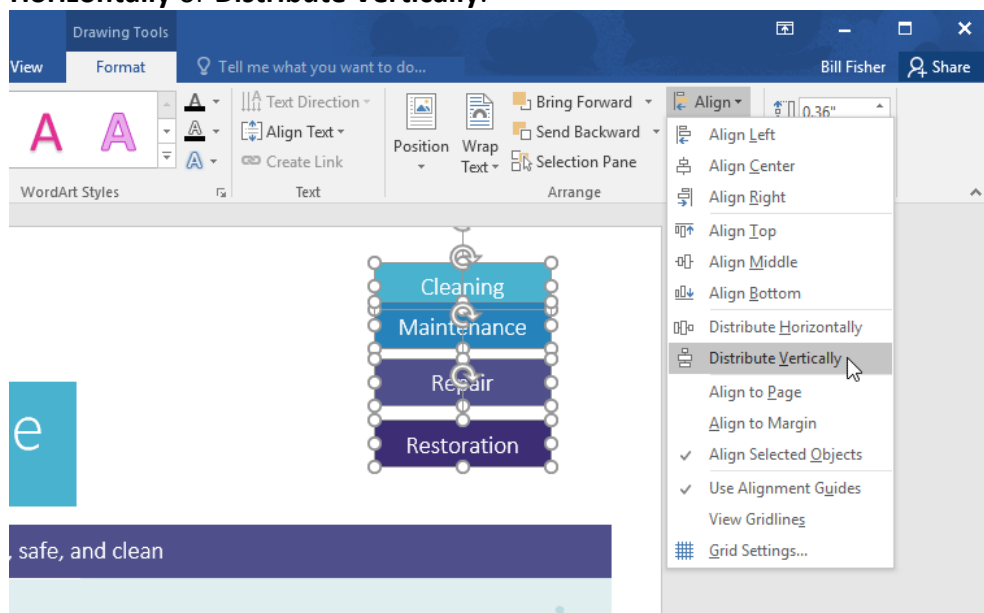 Horizontally or Distribute Vertically.
Drawing Tools
View Format Tell me what you want to do... Bill Fisher Share
A A A Text Direction Bring Forward Align 0.36"
A Align Text Position Wrap Text Send Backward
A Create Link Selection Pane
WordArt Styles Text Arrange
Align Left
Align Center
Align Right
Align Top
Align Middle
Align Bottom
Distribute Horizontally
Distribute Vertically
Align to Page
Align to Margin
Align Selected Objects
Use Alignment Guides
View Gridlines
Grid Settings...
Cleaning
Maintenance
Repair
Restoration
e
, safe, and clean